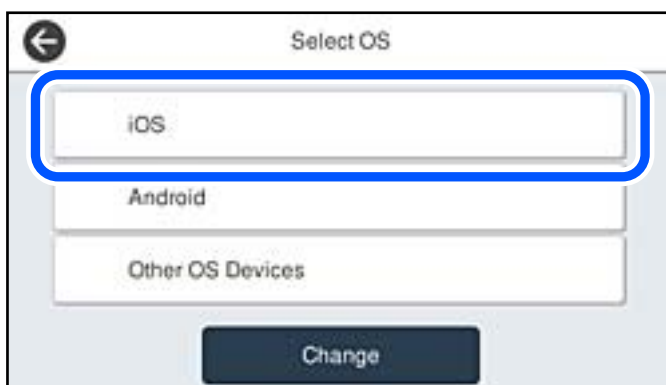 Select OS
iOS
Android
Other OS Devices
Change